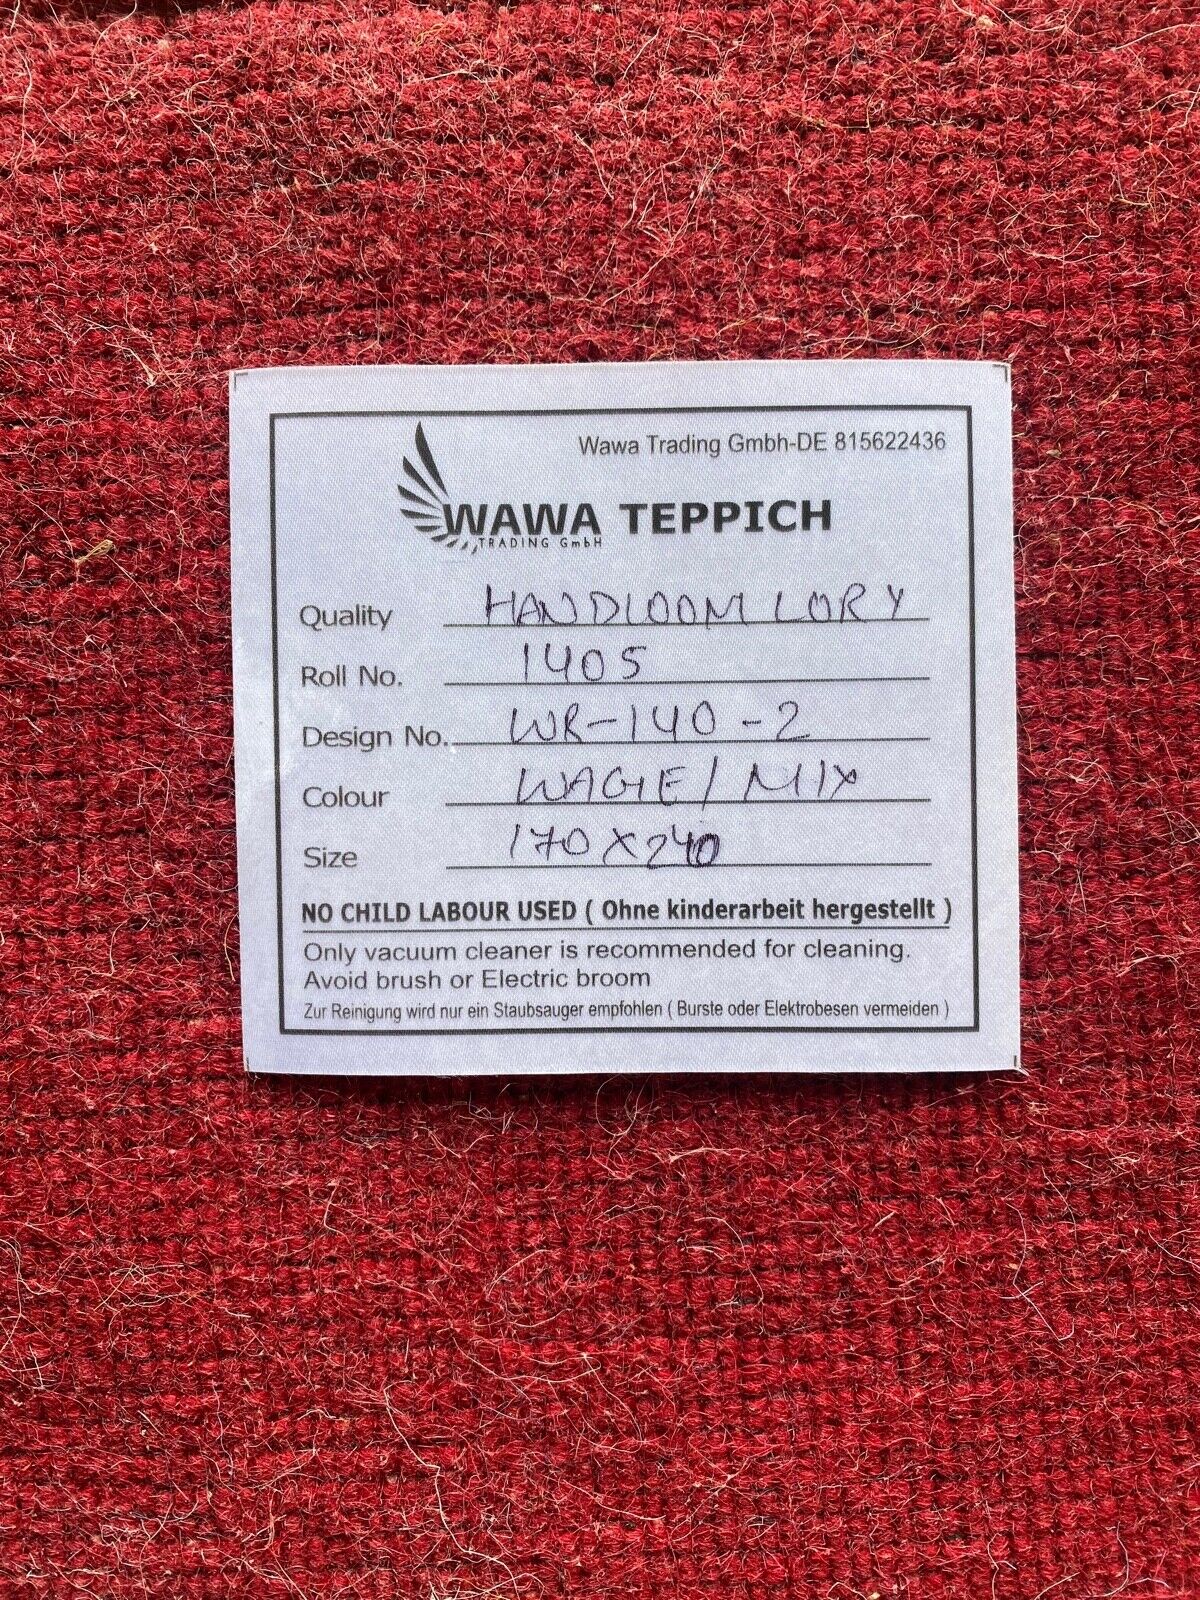 Wawa Trading Gmbh-DE 815622436
WAWA TEPPICH
TRADING GmbH
Quality HANDLOOM LORY
Roll No. 1405
Design No. WR-140-2
Colour WAGIE/MIX
Size 170X240
NO CHILD LABOUR USED ( Ohne kinderarbeit hergestellt )
Only vacuum cleaner is recommended for cleaning.
Avoid brush or Electric broom
Zur Reinigung wird nur ein Staubsauger empfohlen ( Burste oder Elektrobesen vermeiden )